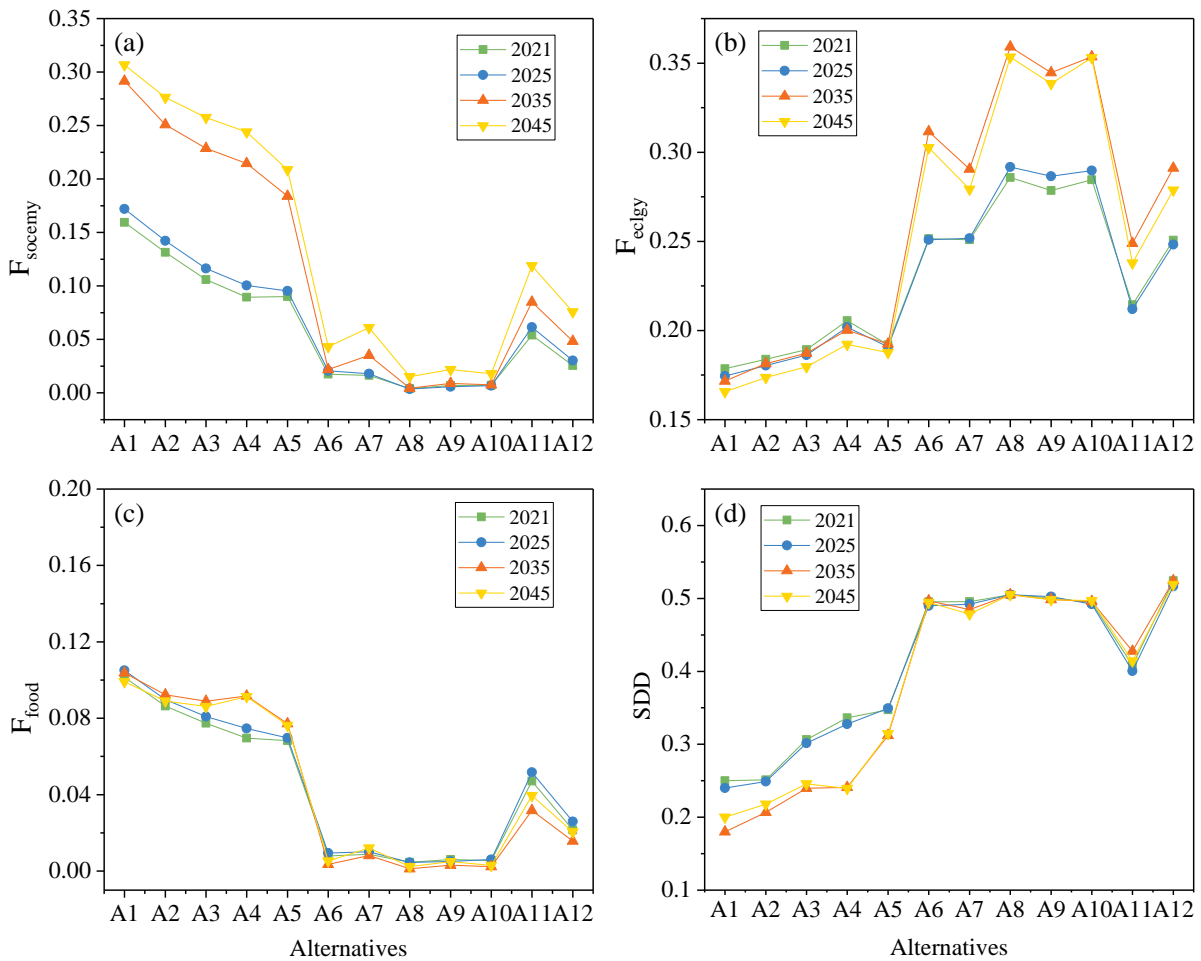 (a)
2021
2025
2035
2045
F_socemy
0.35
0.30
0.25
0.20
0.15
0.10
0.05
0.00
A1 A2 A3 A4 A5 A6 A7 A8 A9 A10 A11 A12
(b)
2021
2025
2035
2045
F_eclgy
0.35
0.30
0.25
0.20
0.15
A1 A2 A3 A4 A5 A6 A7 A8 A9 A10 A11 A12
(c)
2021
2025
2035
2045
F_food
0.20
0.16
0.12
0.08
0.04
0.00
A1 A2 A3 A4 A5 A6 A7 A8 A9 A10 A11 A12
Alternatives
(d)
2021
2025
2035
2045
SDD
0.6
0.5
0.4
0.3
0.2
0.1
A1 A2 A3 A4 A5 A6 A7 A8 A9 A10 A11 A12
Alternatives